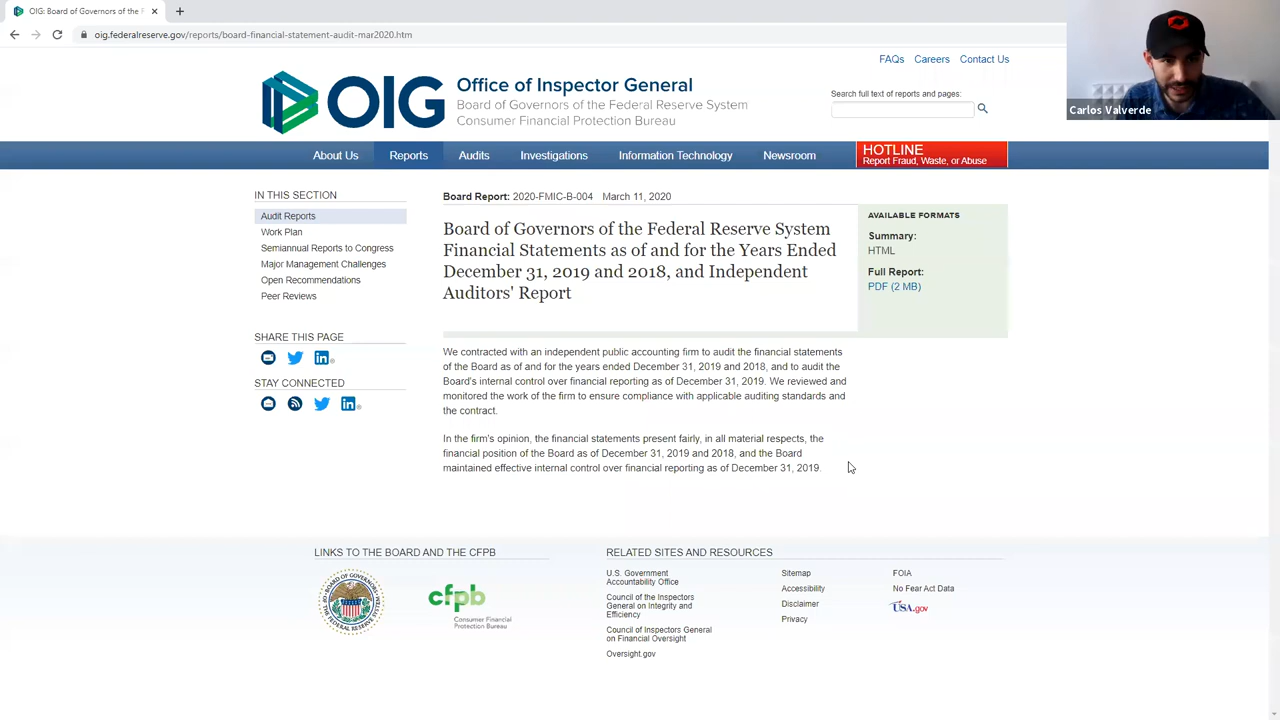 OIG: Board of Governors of the F
oig.federalreserve.gov/reports/board-financial-statement-audit-mar2020.htm
Carlos Valverde
FAQs Careers Contact Us
OIG
Office of Inspector General
Board of Governors of the Federal Reserve System
Consumer Financial Protection Bureau
Search full text of reports and pages:
About Us Reports Audits Investigations Information Technology Newsroom
HOTLINE
Report Fraud, Waste, or Abuse
IN THIS SECTION
Audit Reports
Work Plan
Semiannual Reports to Congress
Major Management Challenges
Open Recommendations
Peer Reviews
SHARE THIS PAGE
STAY CONNECTED
Board Report: 2020-FMIC-B-004 March 11, 2020
Board of Governors of the Federal Reserve System
Financial Statements as of and for the Years Ended
December 31, 2019 and 2018, and Independent
Auditors' Report
AVAILABLE FORMATS
Summary:
HTML
Full Report:
PDF (2 MB)
We contracted with an independent public accounting firm to audit the financial statements
of the Board as of and for the years ended December 31, 2019 and 2018, and to audit the
Board's internal control over financial reporting as of December 31, 2019. We reviewed and
monitored the work of the firm to ensure compliance with applicable auditing standards and
the contract.
In the firm's opinion, the financial statements present fairly, in all material respects, the
financial position of the Board as of December 31, 2019 and 2018, and the Board
maintained effective internal control over financial reporting as of December 31, 2019.
LINKS TO THE BOARD AND THE CFPB
cfpb
Consumer Financial
Protection Bureau
RELATED SITES AND RESOURCES
U.S. Government
Accountability Office
Council of the Inspectors
General on Integrity and
Efficiency
Council of Inspectors General
on Financial Oversight
Oversight.gov
Sitemap
Accessibility
Disclaimer
Privacy
FOIA
No Fear Act Data
USA.gov